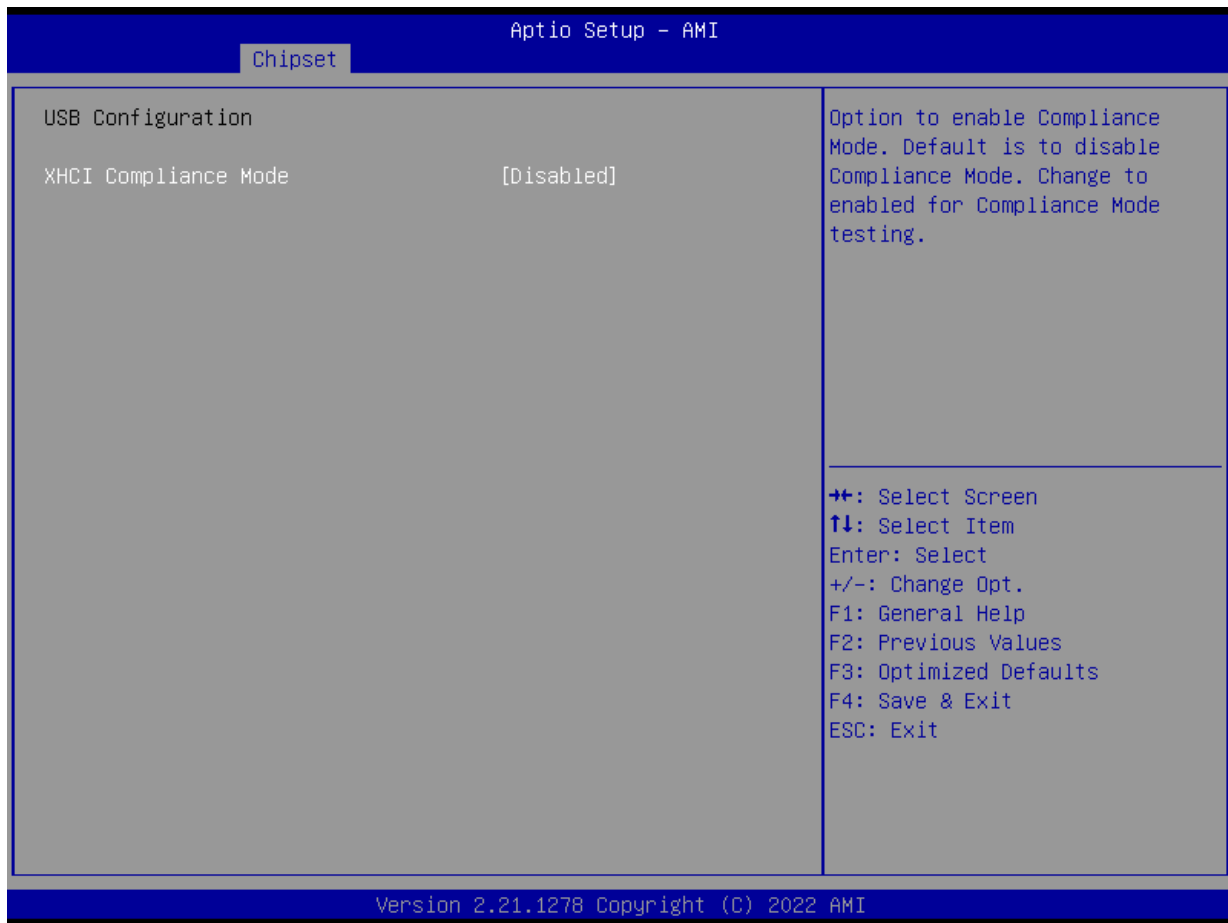 Aptio Setup – AMI
Chipset
USB Configuration
XHCI Compliance Mode [Disabled]
Option to enable Compliance
Mode. Default is to disable
Compliance Mode. Change to
enabled for Compliance Mode
testing.
→←: Select Screen
↑↓: Select Item
Enter: Select
+/-: Change Opt.
F1: General Help
F2: Previous Values
F3: Optimized Defaults
F4: Save & Exit
ESC: Exit
Version 2.21.1278 Copyright (C) 2022 AMI